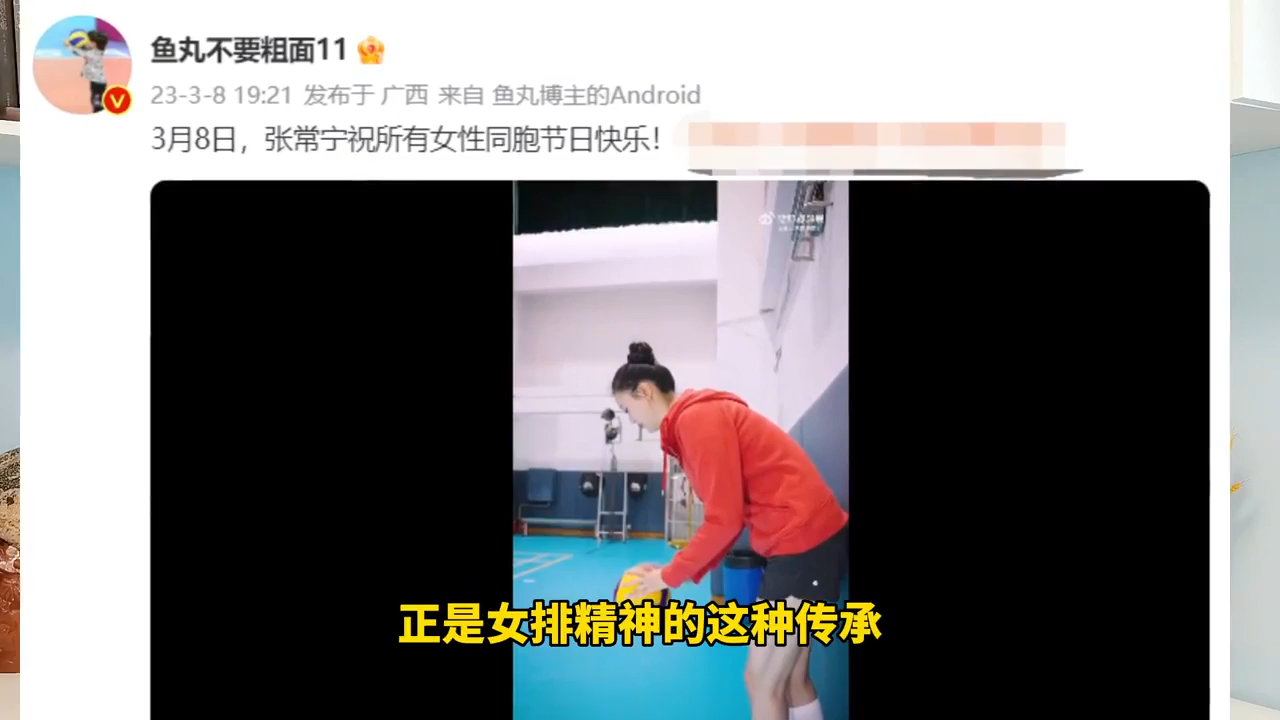 鱼丸不要粗面11
23-3-8 19:21 发布于 广西 来自 鱼丸博主的Android
3月8日，张常宁祝所有女性同胞节日快乐！
正是女排精神的这种传承